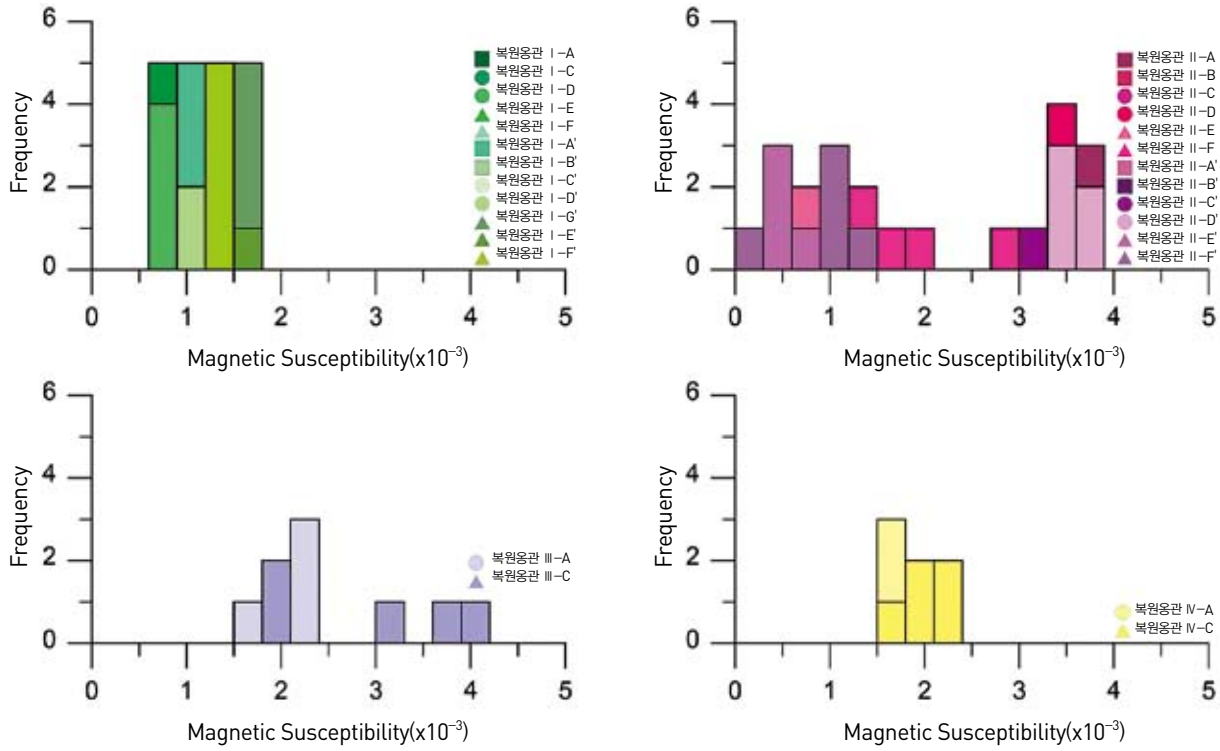 6
4
2
0
Frequency
0 1 2 3 4 5
Magnetic Susceptibility(x10⁻³)
복원옹관 Ⅰ-A
복원옹관 Ⅰ-C
복원옹관 Ⅰ-D
복원옹관 Ⅰ-E
복원옹관 Ⅰ-F
복원옹관 Ⅰ-A'
복원옹관 Ⅰ-B'
복원옹관 Ⅰ-C'
복원옹관 Ⅰ-D'
복원옹관 Ⅰ-G'
복원옹관 Ⅰ-E'
복원옹관 Ⅰ-F'
6
4
2
0
Frequency
0 1 2 3 4 5
Magnetic Susceptibility(x10⁻³)
복원옹관 Ⅱ-A
복원옹관 Ⅱ-B
복원옹관 Ⅱ-C
복원옹관 Ⅱ-D
복원옹관 Ⅱ-E
복원옹관 Ⅱ-F
복원옹관 Ⅱ-A'
복원옹관 Ⅱ-B'
복원옹관 Ⅱ-C'
복원옹관 Ⅱ-D'
복원옹관 Ⅱ-E'
복원옹관 Ⅱ-F'
6
4
2
0
Frequency
0 1 2 3 4 5
Magnetic Susceptibility(x10⁻³)
복원옹관 Ⅲ-A
복원옹관 Ⅲ-C
6
4
2
0
Frequency
0 1 2 3 4 5
Magnetic Susceptibility(x10⁻³)
복원옹관 Ⅳ-A
복원옹관 Ⅳ-C